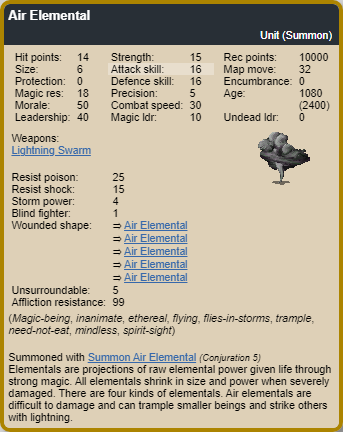 Air Elemental
Unit (Summon)
Hit points: 14 Strength: 15 Rec points: 10000
Size: 6 Attack skill: 16 Map move: 32
Protection: 0 Defence skill: 16 Encumbrance: 0
Magic res: 18 Precision: 5 Age: 1080
Morale: 50 Combat speed: 30 (2400)
Leadership: 40 Magic ldr: 10 Undead ldr: 0
Weapons:
Lightning Swarm
Resist poison: 25
Resist shock: 15
Storm power: 4
Blind fighter: 1
Wounded shape: ⇒ Air Elemental
⇒ Air Elemental
⇒ Air Elemental
⇒ Air Elemental
⇒ Air Elemental
Unsurroundable: 5
Affliction resistance: 99
(Magic-being, inanimate, ethereal, flying, flies-in-storms, trample,
need-not-eat, mindless, spirit-sight)
Summoned with Summon Air Elemental (Conjuration 5)
Elementals are projections of raw elemental power given life through
strong magic. All elementals shrink in size and power when severely
damaged. There are four kinds of elementals. Air elementals are
difficult to damage and can trample smaller beings and strike others
with lightning.